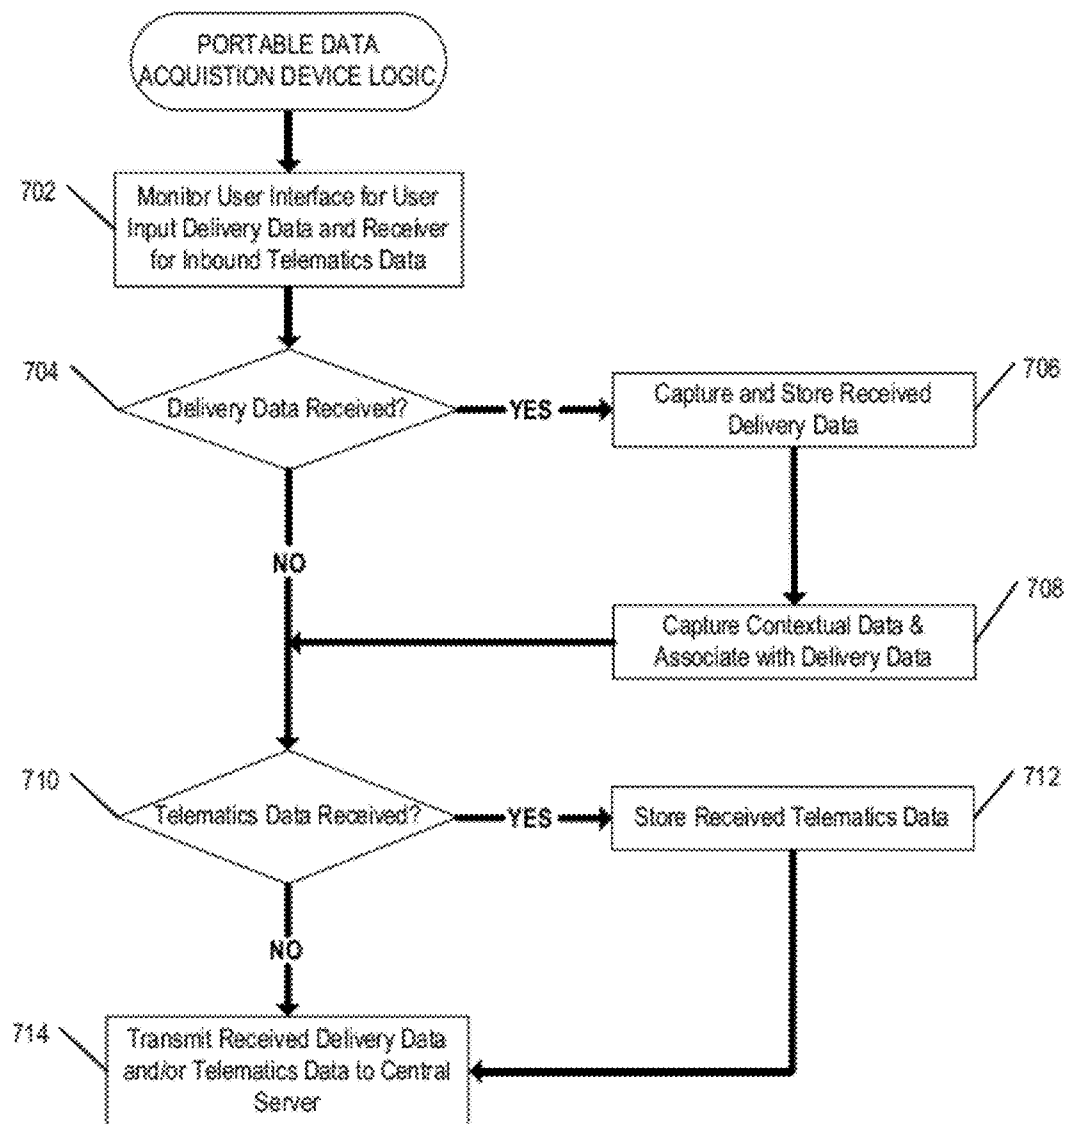 PORTABLE DATA
ACQUISTION DEVICE LOGIC
702
Monitor User Interface for User
Input Delivery Data and Receiver
for Inbound Telematics Data
704
Delivery Data Received?
YES
706
Capture and Store Received
Delivery Data
NO
708
Capture Contextual Data &
Associate with Delivery Data
710
Telematics Data Received?
YES
712
Store Received Telematics Data
NO
714
Transmit Received Delivery Data
and/or Telematics Data to Central
Server